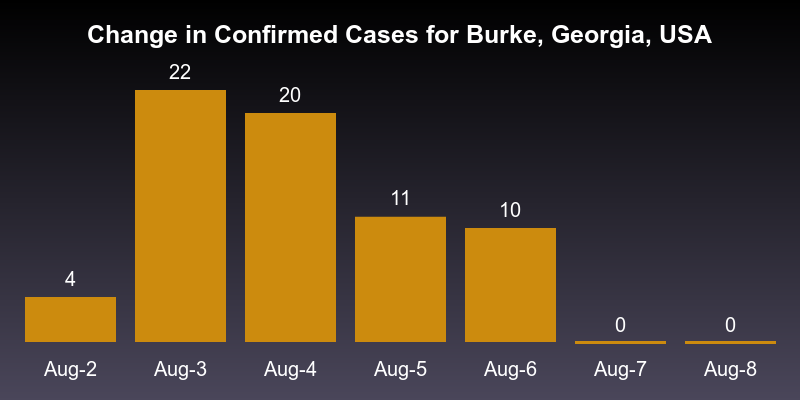 Change in Confirmed Cases for Burke, Georgia, USA
22
20
11
10
4
0
0
Aug-2
Aug-3
Aug-4
Aug-5
Aug-6
Aug-7
Aug-8